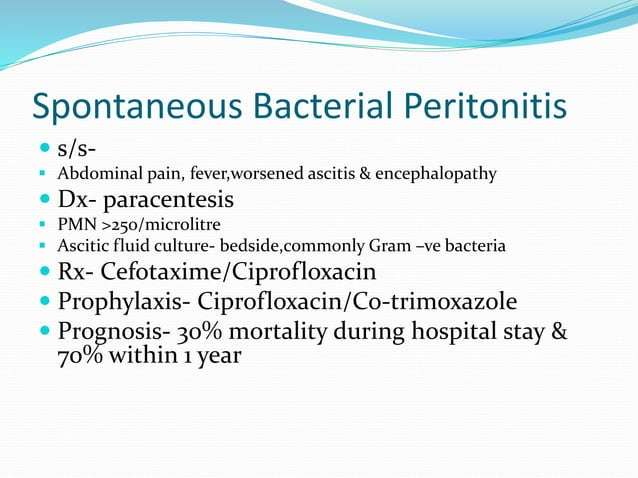 Spontaneous Bacterial Peritonitis
s/s-
Abdominal pain, fever,worsened ascitis & encephalopathy
Dx- paracentesis
PMN >250/microlitre
Ascitic fluid culture- bedside,commonly Gram –ve bacteria
Rx- Cefotaxime/Ciprofloxacin
Prophylaxis- Ciprofloxacin/Co-trimoxazole
Prognosis- 30% mortality during hospital stay &
70% within 1 year